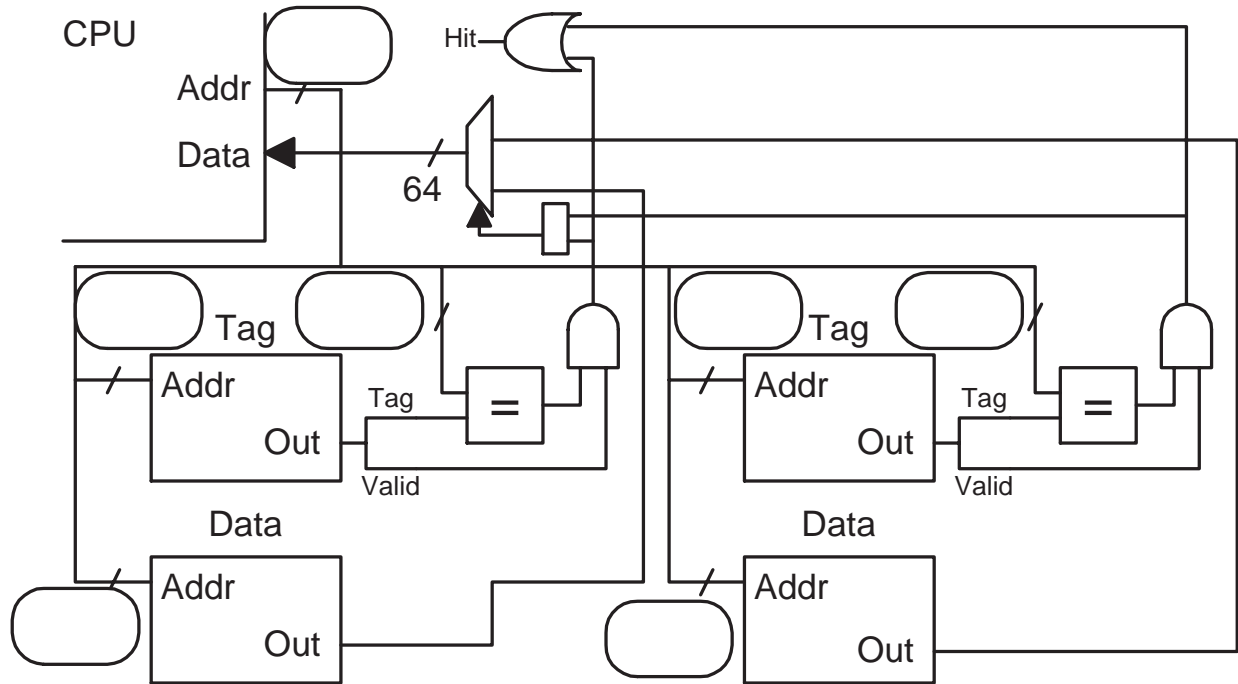 CPU
Hit
Addr
Data
64
Tag
Tag
Addr
Tag
=
Out
Valid
Addr
Tag
=
Out
Valid
Data
Data
Addr
Out
Addr
Out